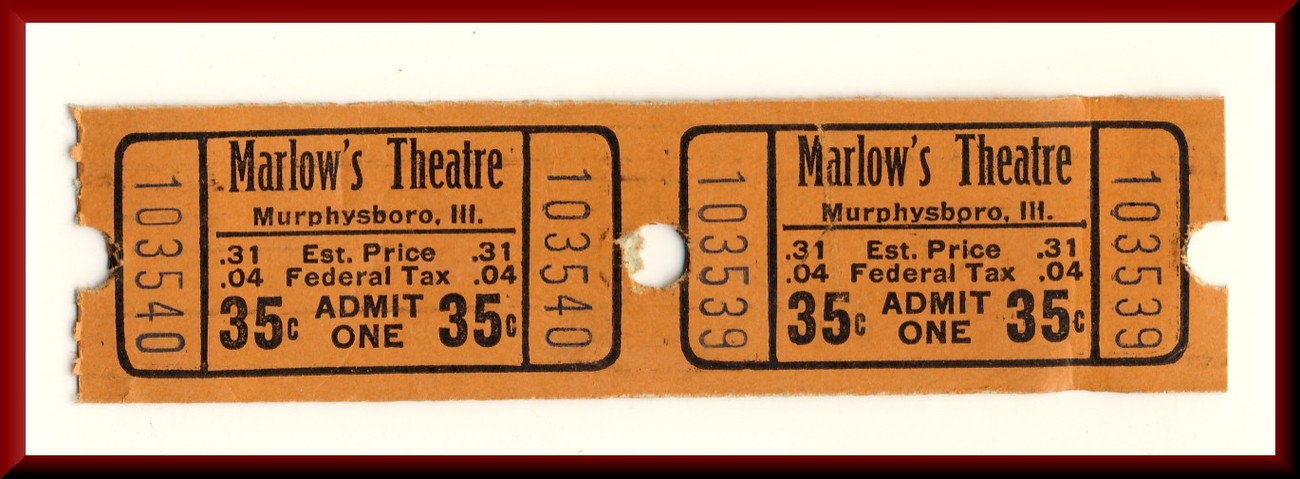 103540
Marlow's Theatre
Murphysboro, Ill.
.31 Est. Price .31
.04 Federal Tax .04
35c ADMIT ONE 35c
103540
103539
Marlow's Theatre
Murphysboro, Ill.
.31 Est. Price .31
.04 Federal Tax .04
35c ADMIT ONE 35c
103539